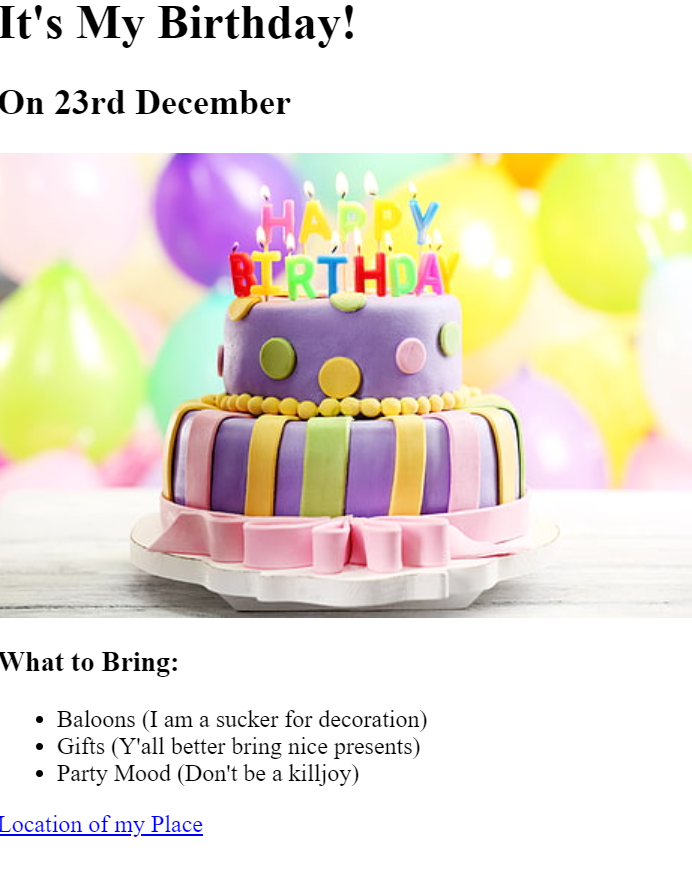 It's My Birthday!
On 23rd December
HAPPY
BIRTHDAY
What to Bring:
Baloons (I am a sucker for decoration)
Gifts (Y'all better bring nice presents)
Party Mood (Don't be a killjoy)
Location of my Place